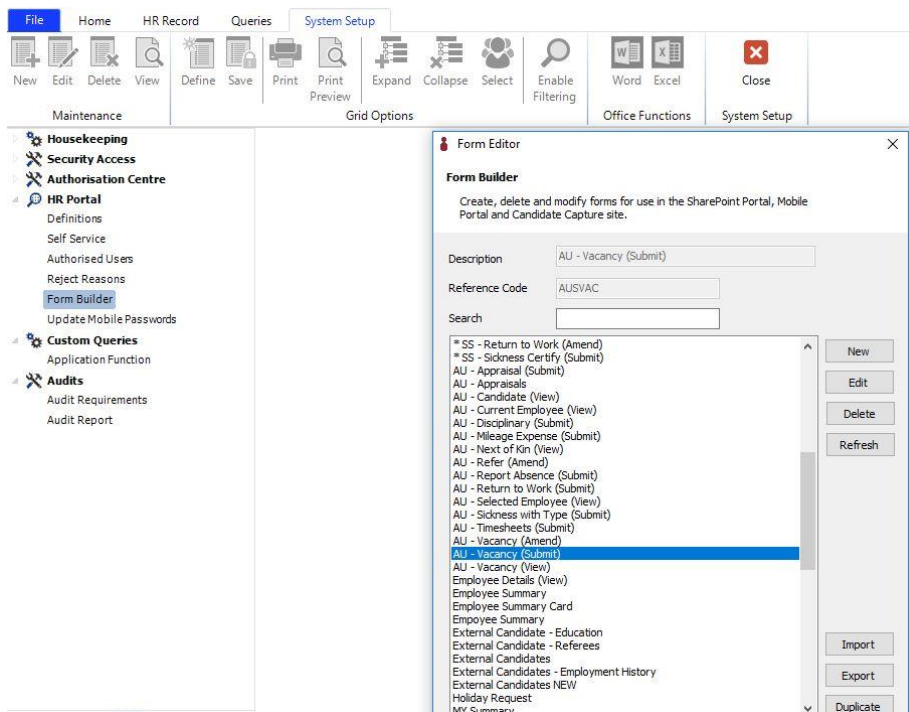 File Home HR Record Queries System Setup
New Edit Delete View Define Save Print Print Preview Expand Collapse Select Enable Filtering Word Excel Close
Maintenance Grid Options Office Functions System Setup
Housekeeping
Security Access
Authorisation Centre
HR Portal
Definitions
Self Service
Authorised Users
Reject Reasons
Form Builder
Update Mobile Passwords
Custom Queries
Application Function
Audits
Audit Requirements
Audit Report
Form Editor
Form Builder
Create, delete and modify forms for use in the SharePoint Portal, Mobile
Portal and Candidate Capture site.
Description AU - Vacancy (Submit)
Reference Code AUSVAC
Search
* SS - Return to Work (Amend)
* SS - Sickness Certify (Submit)
AU - Appraisal (Submit)
AU - Appraisals
AU - Candidate (View)
AU - Current Employee (View)
AU - Disciplinary (Submit)
AU - Mileage Expense (Submit)
AU - Next of Kin (View)
AU - Refer (Amend)
AU - Report Absence (Submit)
AU - Return to Work (Submit)
AU - Selected Employee (View)
AU - Sickness with Type (Submit)
AU - Timesheets (Submit)
AU - Vacancy (Amend)
AU - Vacancy (Submit)
AU - Vacancy (View)
Employee Details (View)
Employee Summary
Employee Summary Card
Empoyee Summary
External Candidate - Education
External Candidate - Referees
External Candidates
External Candidates - Employment History
External Candidates NEW
Holiday Request
MY Summary
New
Edit
Delete
Refresh
Import
Export
Duplicate